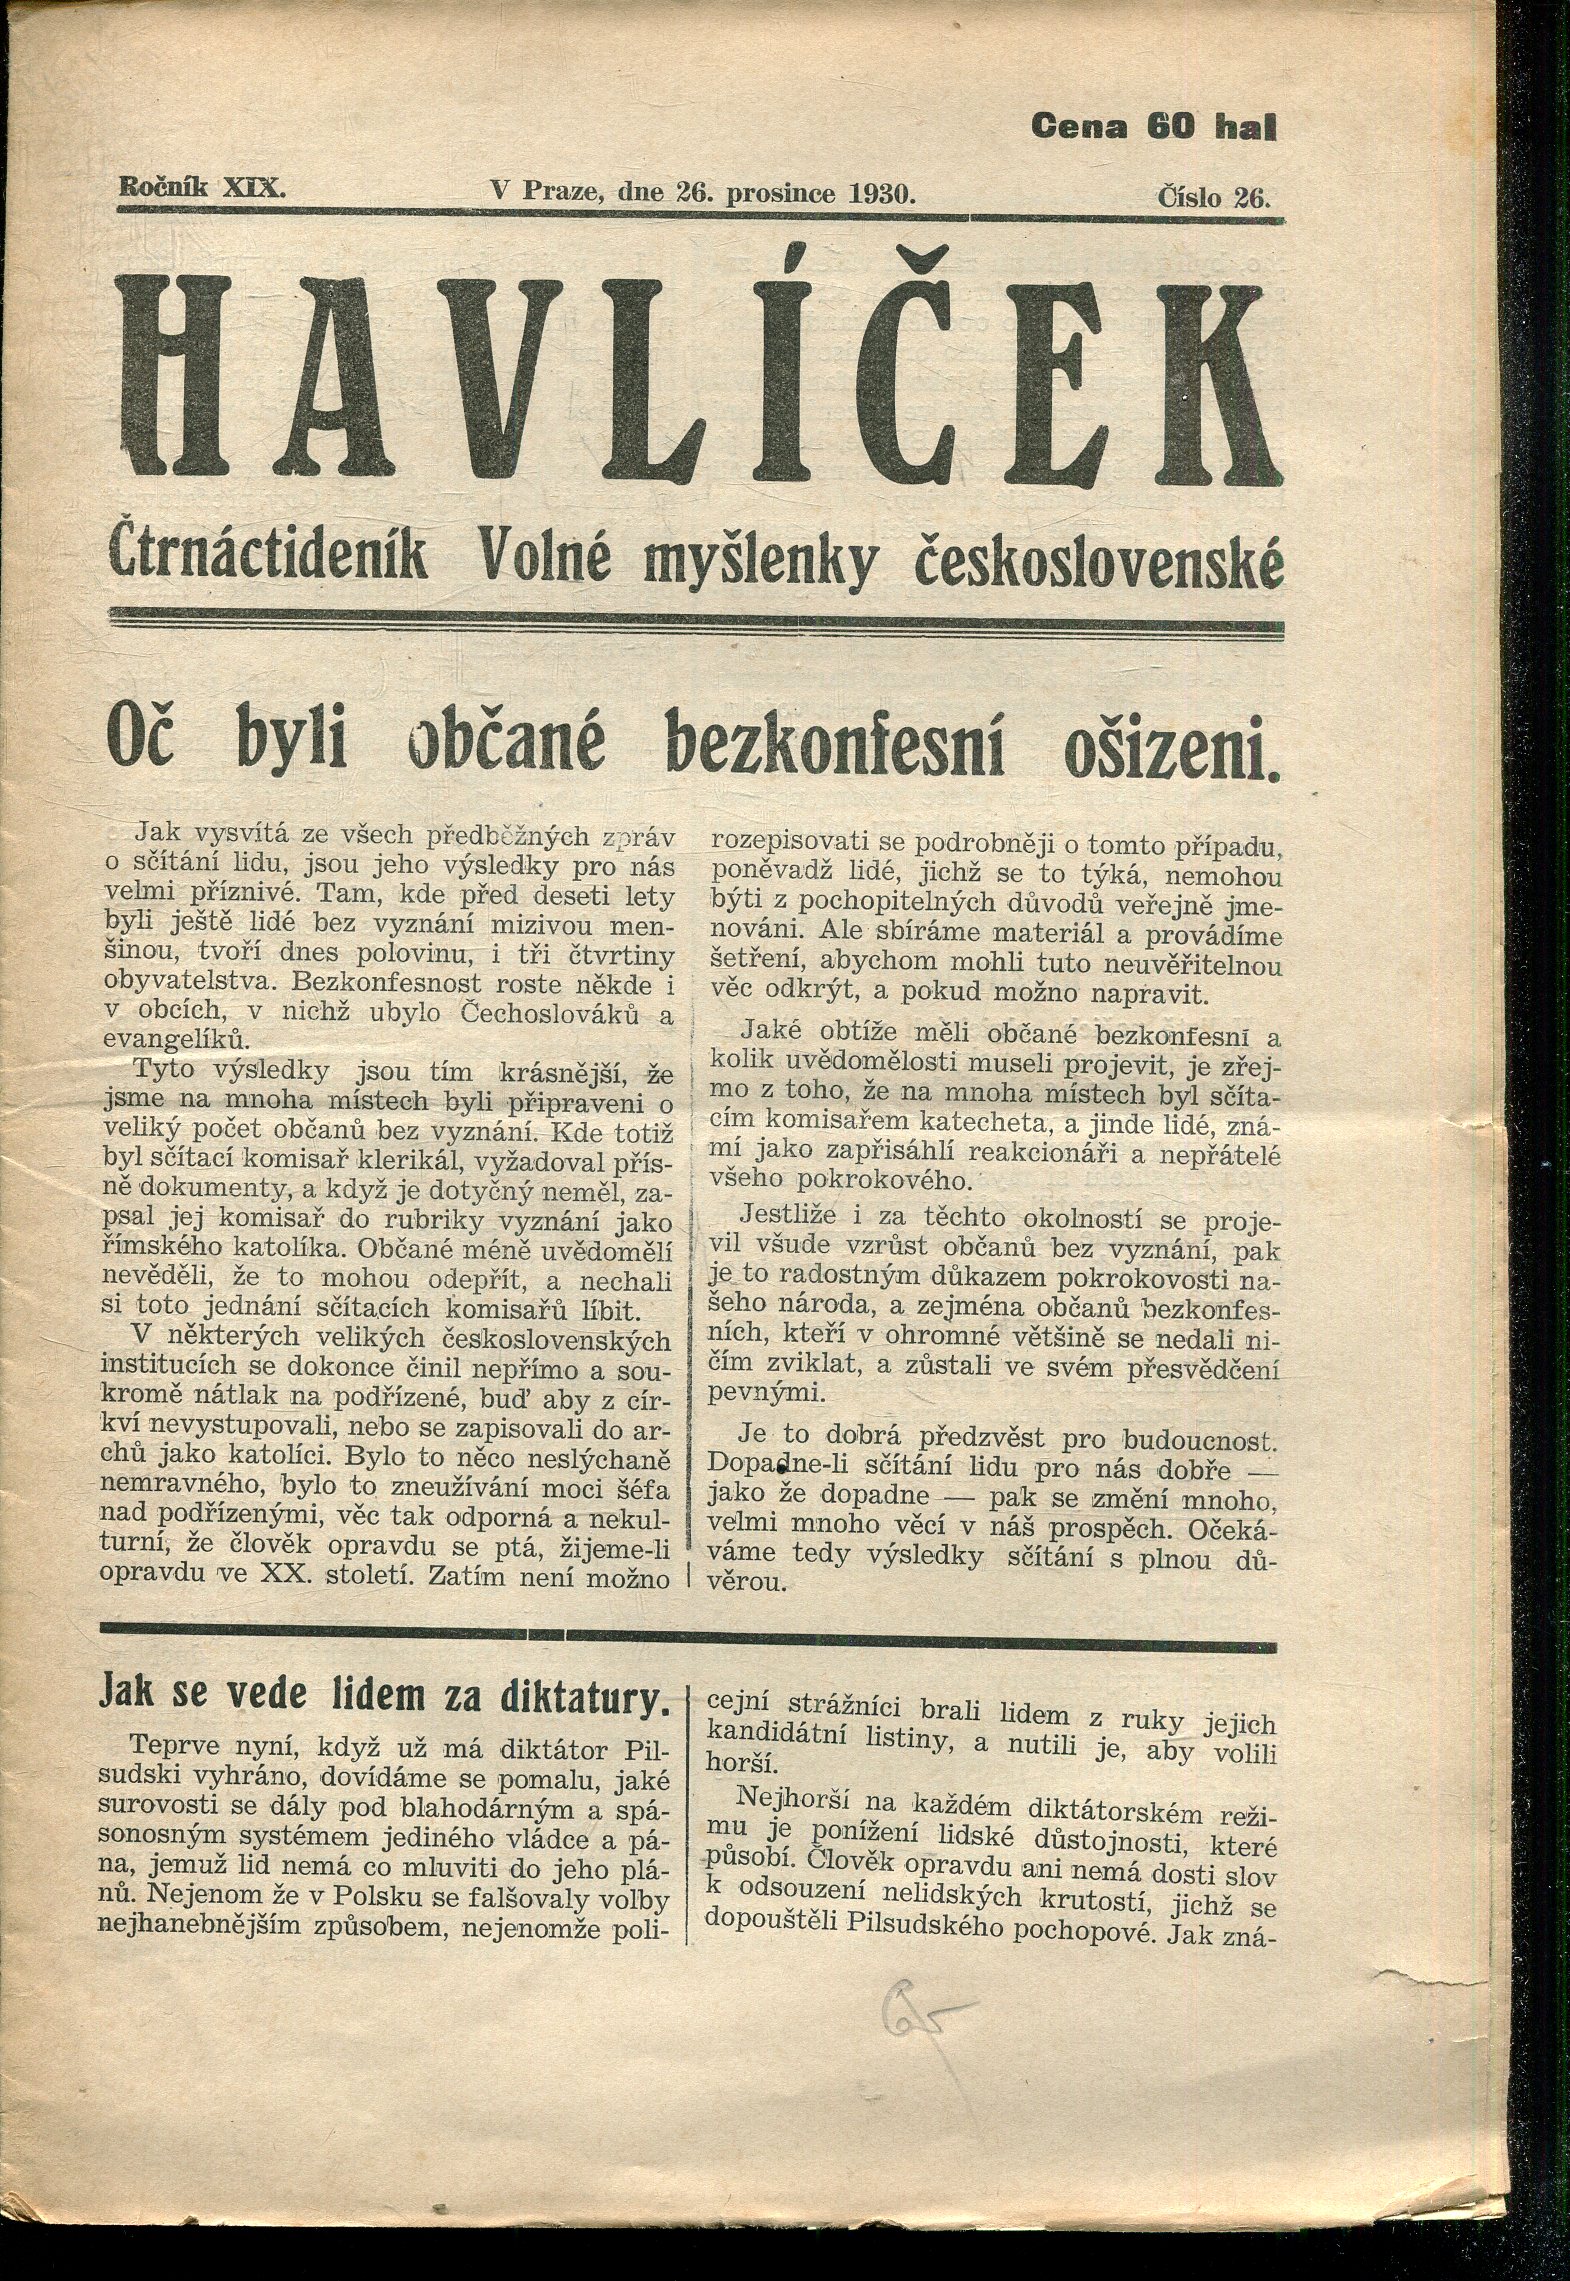 Cena 60 hal
Ročník XIX.
V Praze, dne 26. prosince 1930.
Číslo 26.
HAVLÍČEK
Čtrnáctideník Volné myšlenky československé
Oč byli občané bezkonfesní ošizeni.
Jak vysvítá ze všech předběžných zpráv
o sčítání lidu, jsou jeho výsledky pro nás
velmi příznivé. Tam, kde před deseti lety
byli ještě lidé bez vyznání mizivou men-
šinou, tvoří dnes polovinu, i tři čtvrtiny
obyvatelstva. Bezkonfesnost roste někde i
v obcích, v nichž ubylo Čechoslováků a
evangelíků.
Tyto výsledky jsou tím krásnější, že
jsme na mnoha místech byli připraveni o
veliký počet občanů bez vyznání. Kde totiž
byl sčítací komisař klerikál, vyžadoval přís-
ně dokumenty, a když je dotyčný neměl, za-
psal jej komisař do rubriky vyznání jako
římského katolíka. Občané méně uvědomělí
nevěděli, že to mohou odepřít, a nechali
si toto jednání sčítacích komisařů líbit.
V některých velikých československých
institucích se dokonce činil nepřímo a sou-
kromě nátlak na podřízené, buď aby z cír-
kví nevystupovali, nebo se zapisovali do ar-
chů jako katolíci. Bylo to něco neslýchaně
nemravného, bylo to zneužívání moci šéfa
nad podřízenými, věc tak odporná a nekul-
turní, že člověk opravdu se ptá, žijeme-li
opravdu ve XX. století. Zatím není možno
rozepisovati se podrobněji o tomto případu,
poněvadž lidé, jichž se to týká, nemohou
býti z pochopitelných důvodů veřejně jme-
nováni. Ale sbíráme materiál a provádíme
šetření, abychom mohli tuto neuvěřitelnou
věc odkrýt, a pokud možno napravit.
Jaké obtíže měli občané bezkonfesní a
kolik uvědomělosti museli projevit, je zřej-
mo z toho, že na mnoha místech byl sčíta-
cím komisařem katecheta, a jinde lidé, zná-
mí jako zapřisáhlí reakcionáři a nepřátelé
všeho pokrokového.
Jestliže i za těchto okolností se proje-
vil všude vzrůst občanů bez vyznání, pak
je to radostným důkazem pokrokovosti na-
šeho národa, a zejména občanů bezkonfes-
ních, kteří v ohromné většině se nedali ni-
čím zviklat, a zůstali ve svém přesvědčení
pevnými.
Je to dobrá předzvěst pro budoucnost.
Dopadne-li sčítání lidu pro nás dobře —
jako že dopadne — pak se změní mnoho,
velmi mnoho věcí v náš prospěch. Očeká-
váme tedy výsledky sčítání s plnou dů-
věrou.
Jak se vede lidem za diktatury.
Teprve nyní, když už má diktátor Pil-
sudski vyhráno, dovídáme se pomalu, jaké
surovosti se dály pod blahodárným a spá-
sonosným systémem jediného vládce a pá-
na, jemuž lid nemá co mluviti do jeho plá-
nů. Nejenom že v Polsku se falšovaly volby
nejhanebnějším způsobem, nejenomže poli-
cejní strážníci brali lidem z ruky jejich
kandidátní listiny, a nutili je, aby volili
horší.
Nejhorší na každém diktátorském reži-
mu je ponížení lidské důstojnosti, které
působí. Člověk opravdu ani nemá dosti slov
k odsouzení nelidských krutostí, jichž se
dopouštěli Pilsudského pochopové. Jak zná-